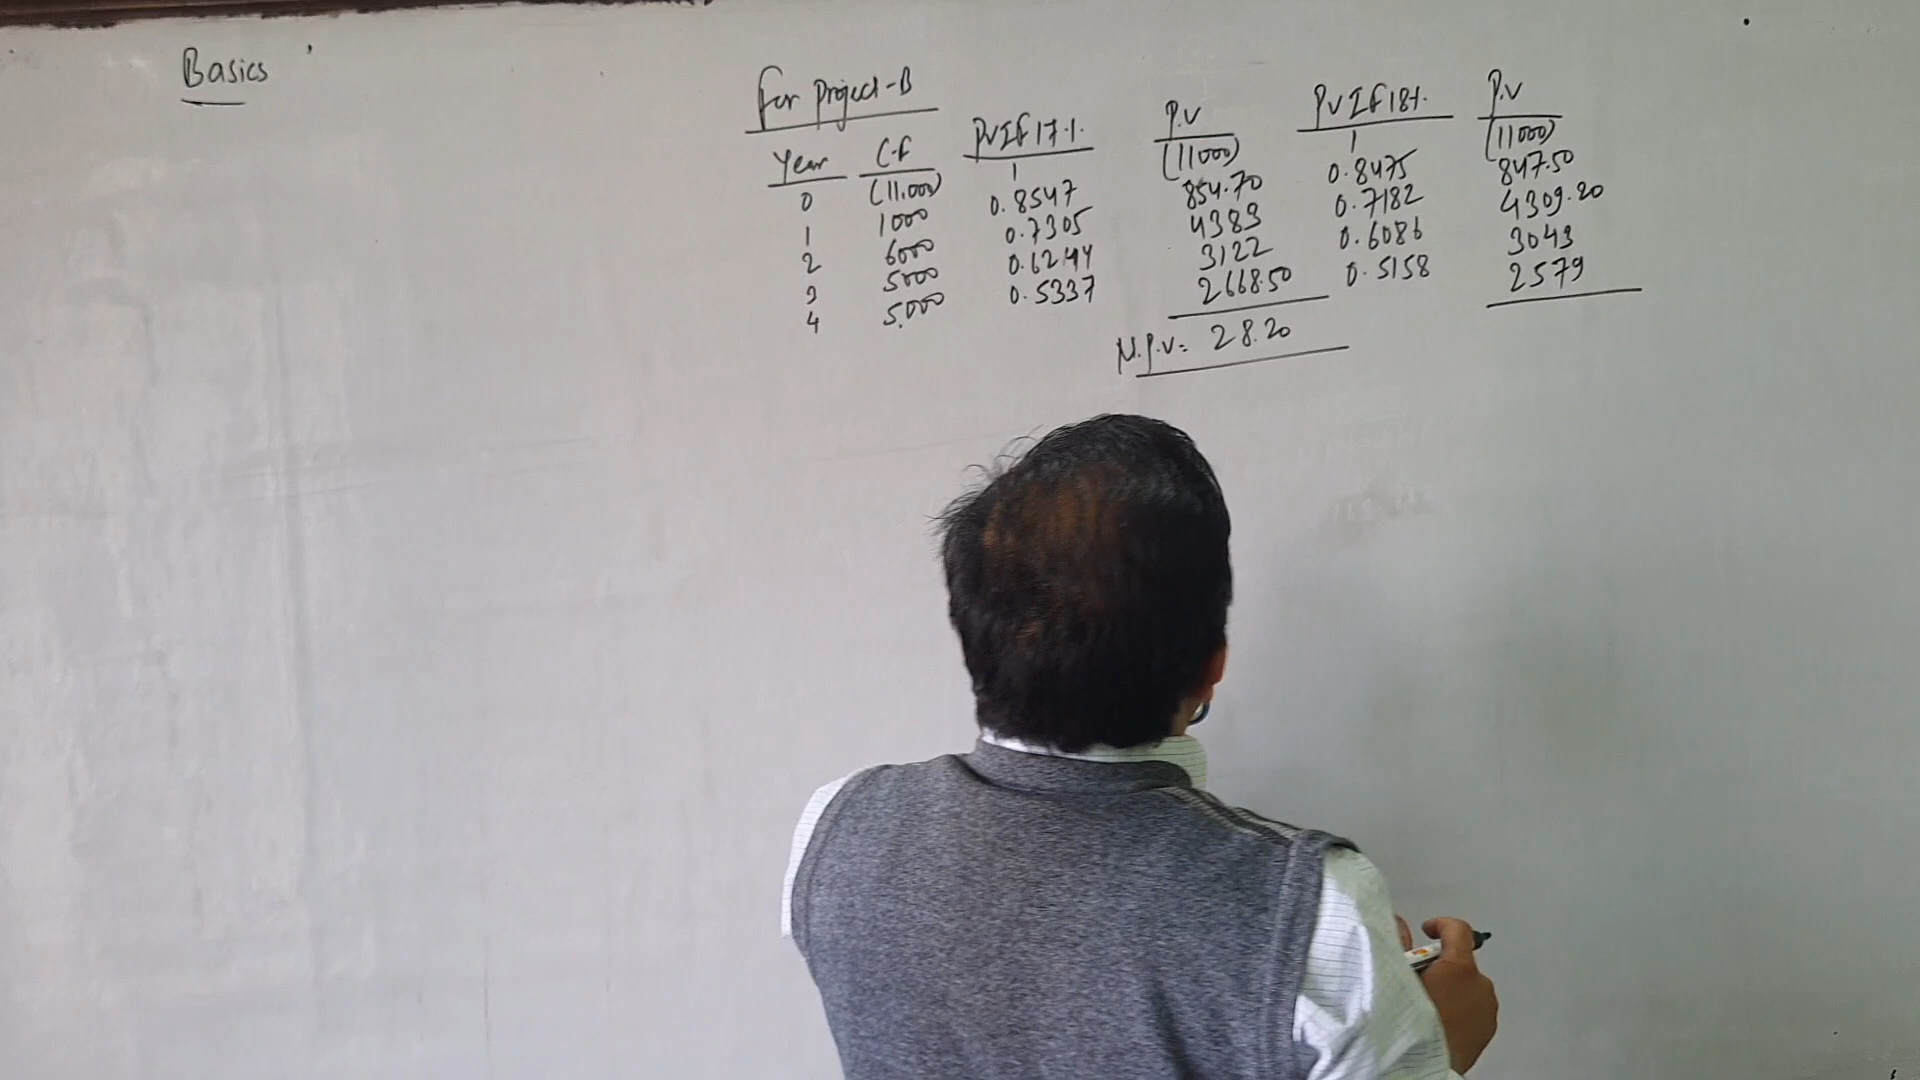 Basics
For Project-B
Year C.f PVIf 17% P.V PVIF 18% P.V
0 (11.000) 1 (11000) 1 (11000)
1 1000 0.8547 854.70 0.8475 847.50
2 6000 0.7305 4383 0.7182 4309.20
3 5000 0.6244 3122 0.6086 3043
4 5.000 0.5337 2668.50 0.5158 2579
N.P.V= 28.20